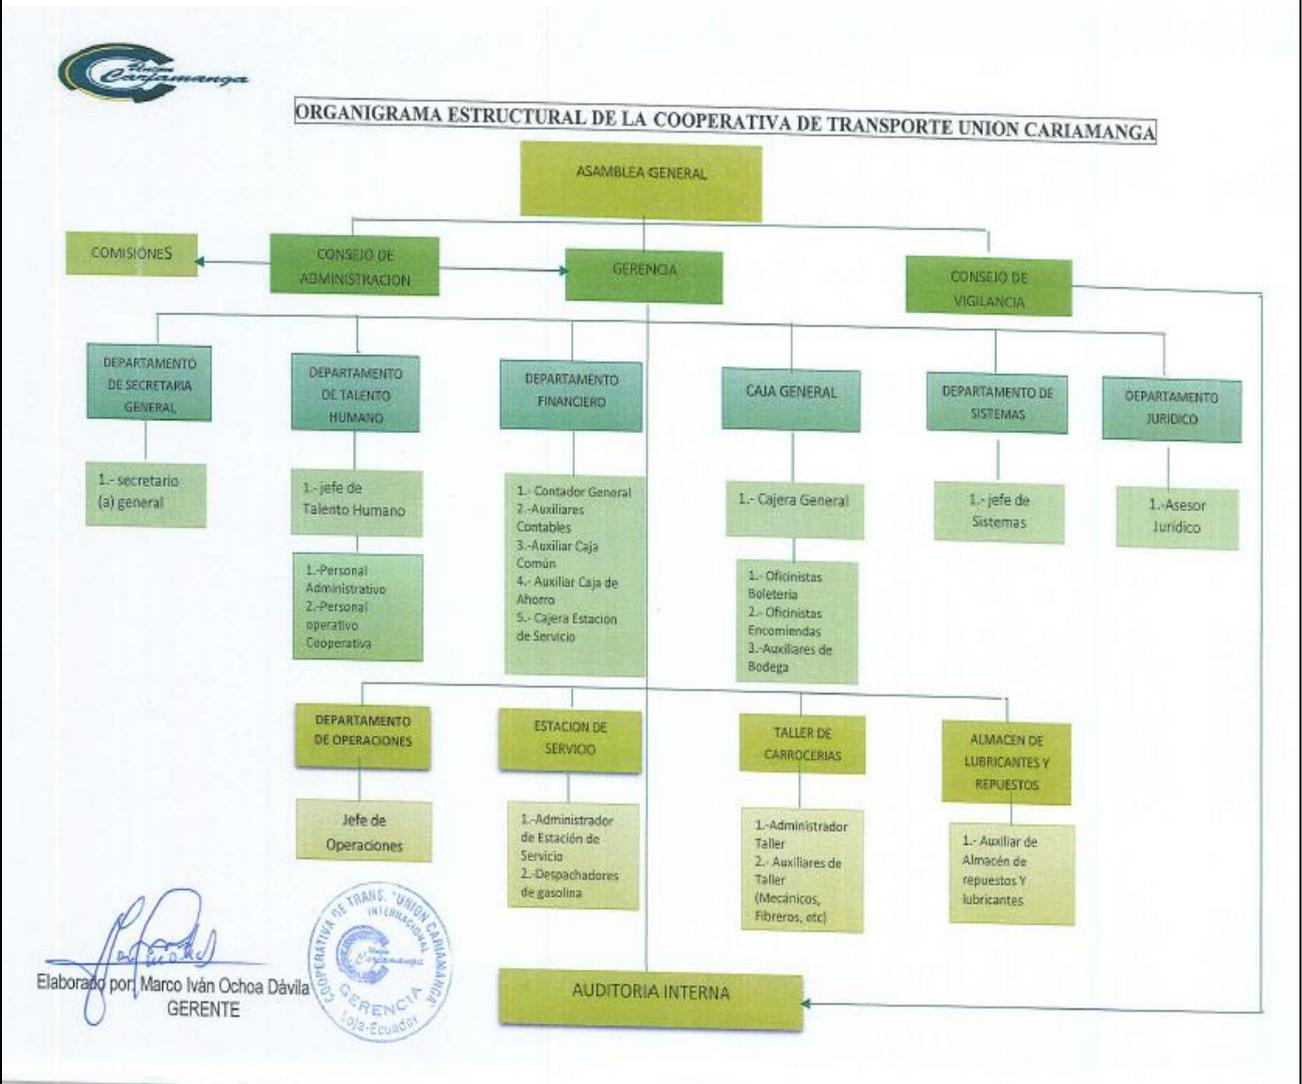 Unión
Cariamanga
ORGANIGRAMA ESTRUCTURAL DE LA COOPERATIVA DE TRANSPORTE UNION CARIAMANGA
ASAMBLEA GENERAL
COMISIONES
CONSEJO DE
ADMINISTRACION
GERENCIA
CONSEJO DE
VIGILANCIA
DEPARTAMENTO
DE SECRETARIA
GENERAL
DEPARTAMENTO
DE TALENTO
HUMANO
DEPARTAMENTO
FINANCIERO
CAJA GENERAL
DEPARTAMENTO DE
SISTEMAS
DEPARTAMENTO
JURIDICO
1.- secretario
(a) general
1.- jefe de
Talento Humano
1.- Contador General
2.-Auxiliares
Contables
3.-Auxiliar Caja
Común
4.- Auxiliar Caja de
Ahorro
5.- Cajera Estación
de Servicio
1.- Cajera General
1.- jefe de
Sistemas
1.-Asesor
Jurídico
1.-Personal
Administrativo
2.-Personal
operativo
Cooperativa
1.- Oficinistas
Boletería
2.- Oficinistas
Encomiendas
3.-Auxiliares de
Bodega
DEPARTAMENTO
DE OPERACIONES
ESTACION DE
SERVICIO
TALLER DE
CARROCERIAS
ALMACEN DE
LUBRICANTES Y
REPUESTOS
Jefe de
Operaciones
1.-Administrador
de Estación de
Servicio
2.-Despachadores
de gasolina
1.-Administrador
Taller
2.- Auxiliares de
Taller
(Mecánicos,
Fibreros, etc)
1.- Auxiliar de
Almacén de
repuestos Y
lubricantes
Elaborado por: Marco Iván Ochoa Dávila
GERENTE
COOPERATIVA DE TRANS. "UNION CARIAMANGA"
INTERNACIONAL
Unión
Cariamanga
GERENCIA
Loja-Ecuador
AUDITORIA INTERNA